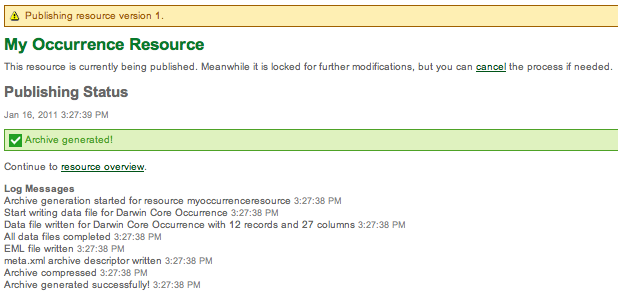 Publishing resource version 1.
My Occurrence Resource
This resource is currently being published. Meanwhile it is locked for further modifications, but you can cancel the process if needed.
Publishing Status
Jan 16, 2011 3:27:39 PM
Archive generated!
Continue to resource overview.
Log Messages
Archive generation started for resource myoccurrenceresource 3:27:38 PM
Start writing data file for Darwin Core Occurrence 3:27:38 PM
Data file written for Darwin Core Occurrence with 12 records and 27 columns 3:27:38 PM
All data files completed 3:27:38 PM
EML file written 3:27:38 PM
meta.xml archive descriptor written 3:27:38 PM
Archive compressed 3:27:38 PM
Archive generated successfully! 3:27:38 PM